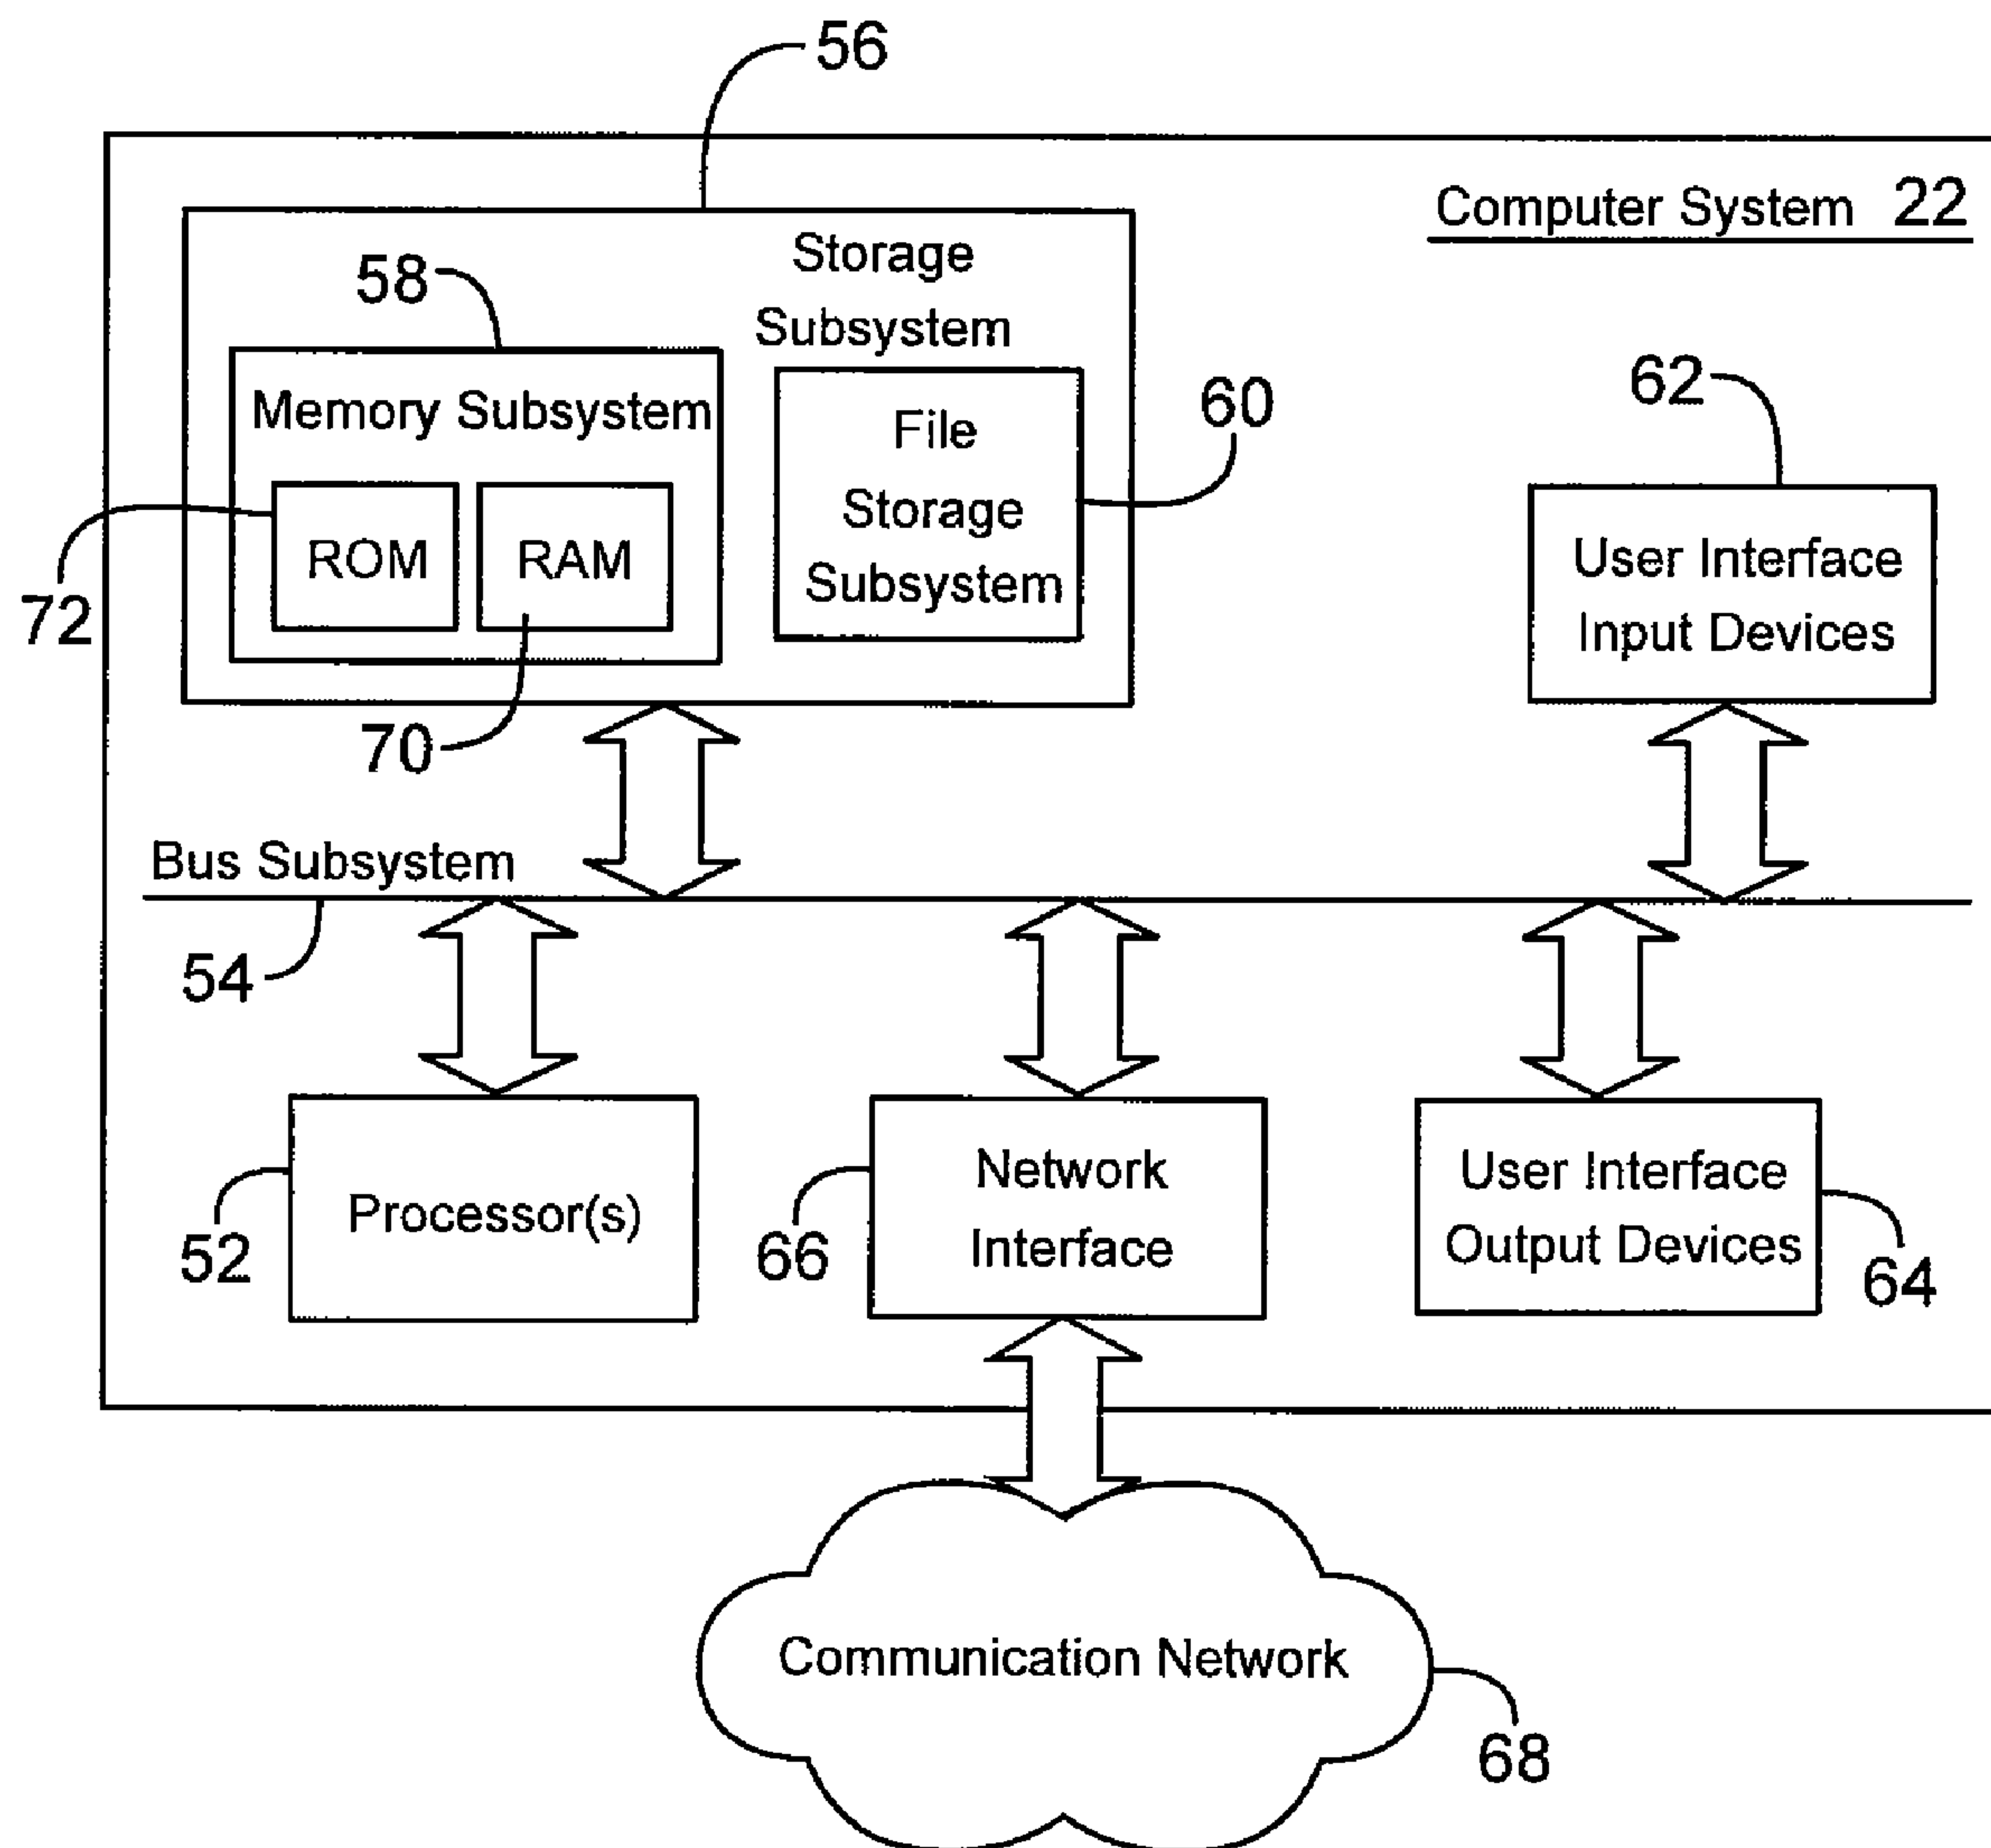 56
Computer System 22
Storage
Subsystem
58
Memory Subsystem
ROM
RAM
72
70
File
Storage
Subsystem
60
62
User Interface
Input Devices
Bus Subsystem
54
Processor(s)
52
Network
Interface
66
User Interface
Output Devices
64
Communication Network
68